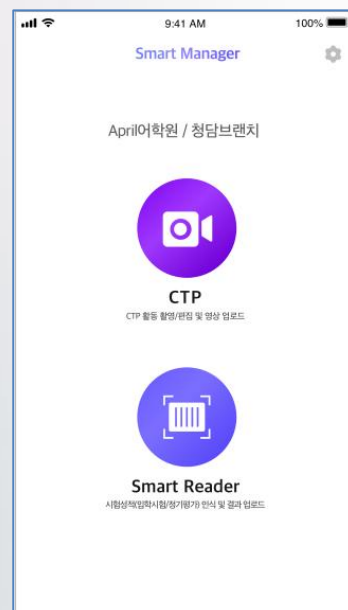 9:41 AM
100%
Smart Manager
April어학원 / 청담브랜치
CTP
CTP 활동 촬영/편집 및 영상 업로드
Smart Reader
시험성적(입학시험/정기평가) 인식 및 결과 업로드